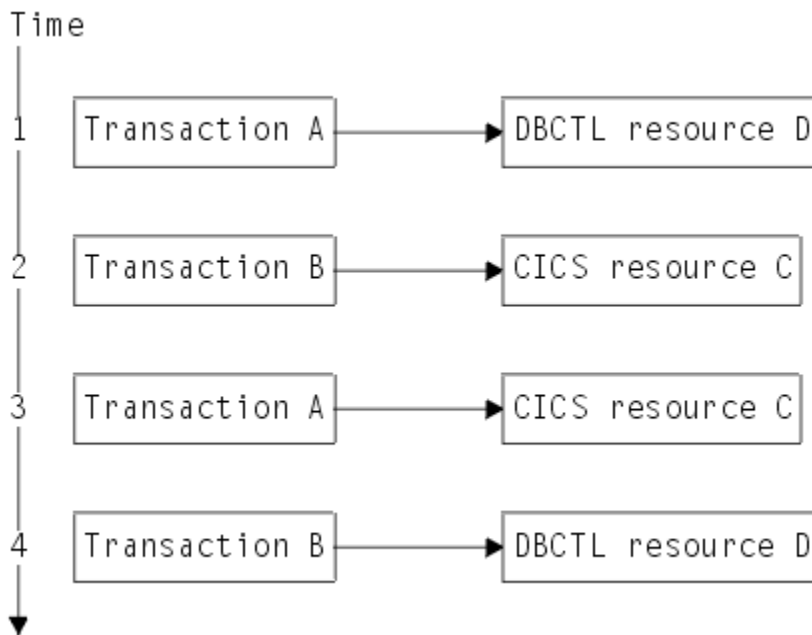 Time
1 Transaction A DBCTL resource D
2 Transaction B CICS resource C
3 Transaction A CICS resource C
4 Transaction B DBCTL resource D